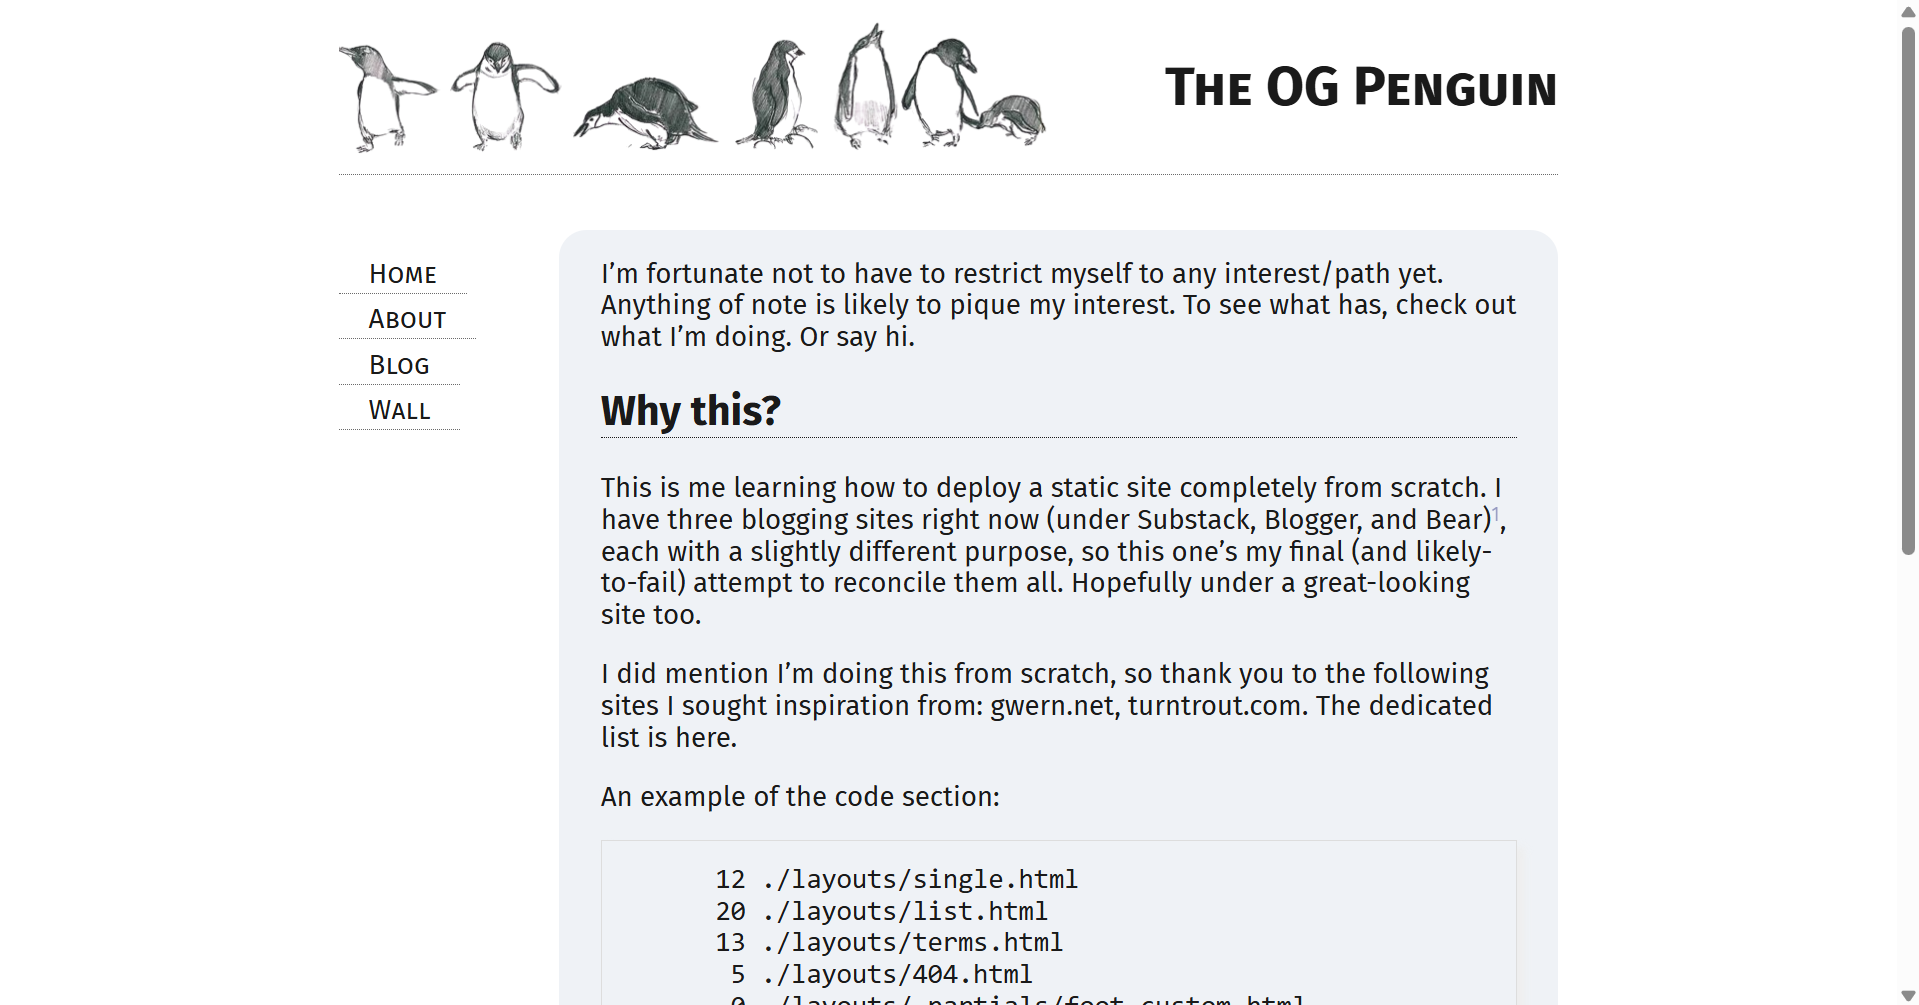 The OG Penguin
Home
About
Blog
Wall
I’m fortunate not to have to restrict myself to any interest/path yet.
Anything of note is likely to pique my interest. To see what has, check out
what I’m doing. Or say hi.
Why this?
This is me learning how to deploy a static site completely from scratch. I
have three blogging sites right now (under Substack, Blogger, and Bear)1,
each with a slightly different purpose, so this one’s my final (and likely-
to-fail) attempt to reconcile them all. Hopefully under a great-looking
site too.
I did mention I’m doing this from scratch, so thank you to the following
sites I sought inspiration from: gwern.net, turntrout.com. The dedicated
list is here.
An example of the code section:
12 ./layouts/single.html
20 ./layouts/list.html
13 ./layouts/terms.html
5 ./layouts/404.html